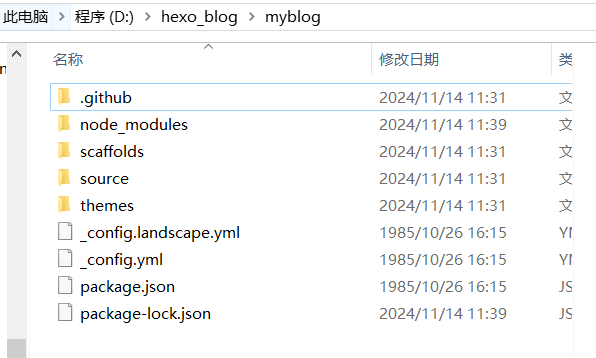 此电脑 > 程序 (D:) > hexo_blog > myblog
名称 修改日期 类
.github 2024/11/14 11:31 文
node_modules 2024/11/14 11:39 文
scaffolds 2024/11/14 11:31 文
source 2024/11/14 11:31 文
themes 2024/11/14 11:31 文
_config.landscape.yml 1985/10/26 16:15 YM
_config.yml 1985/10/26 16:15 YM
package.json 1985/10/26 16:15 JS
package-lock.json 2024/11/14 11:39 JS